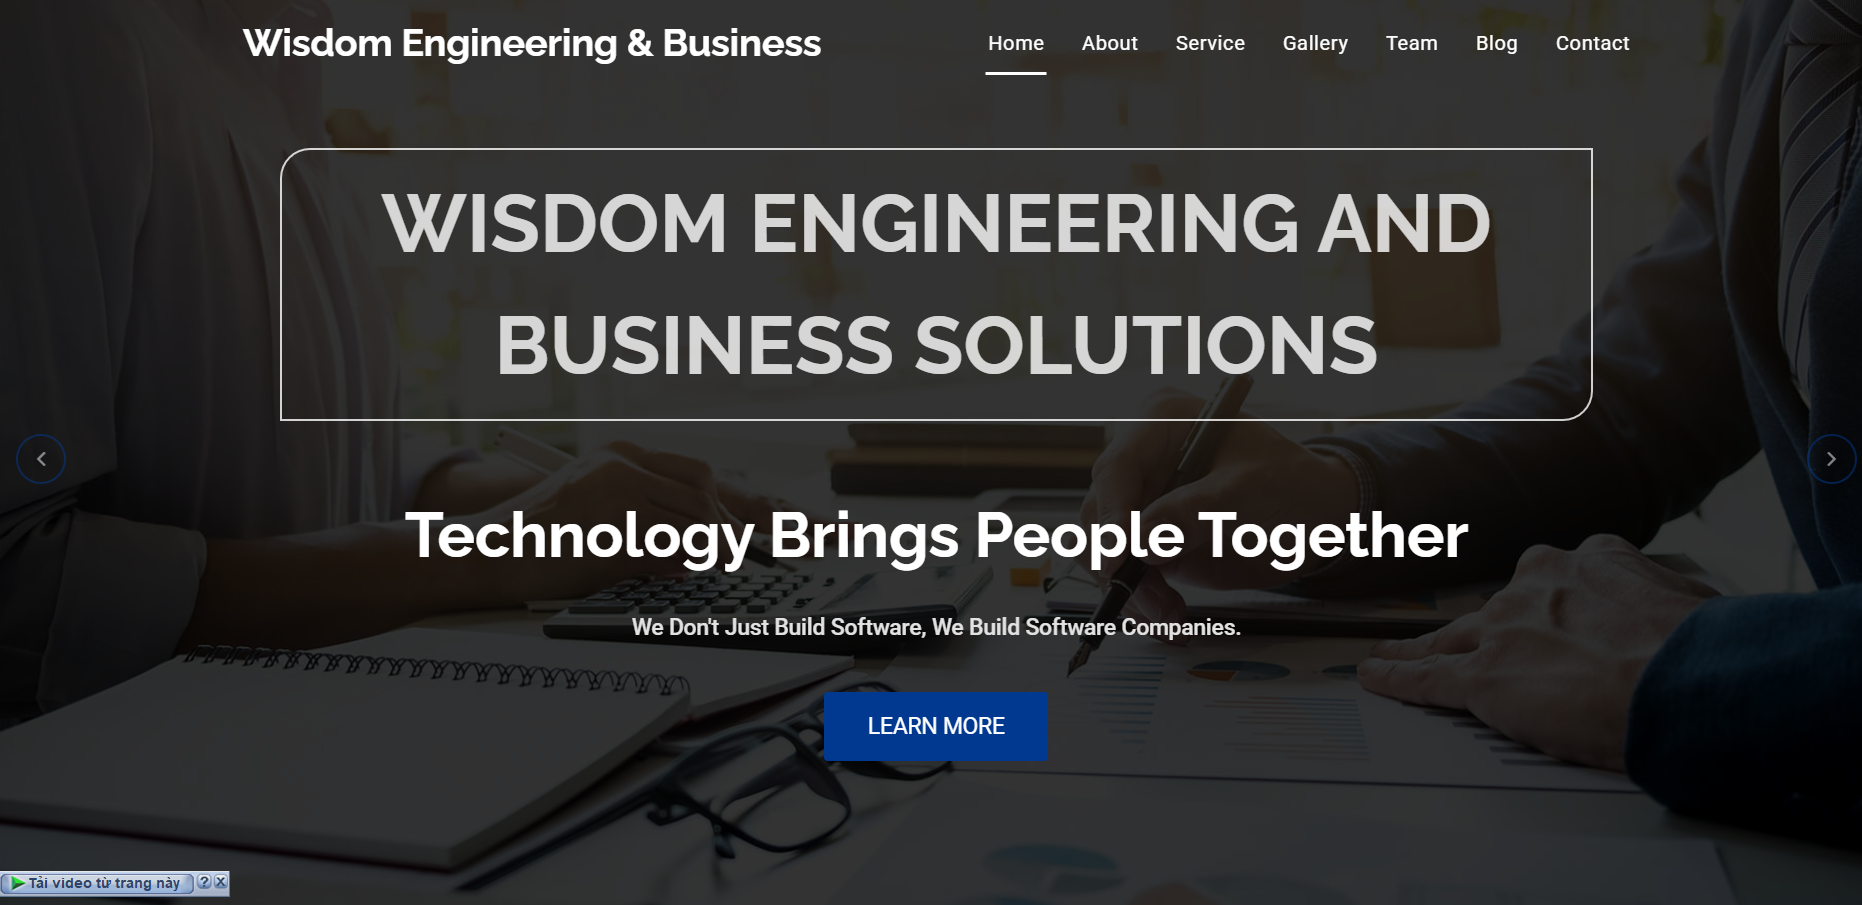 Wisdom Engineering & Business
Home About Service Gallery Team Blog Contact
WISDOM ENGINEERING AND
BUSINESS SOLUTIONS
Technology Brings People Together
We Don't Just Build Software, We Build Software Companies.
LEARN MORE
Tải video từ trang này ? X